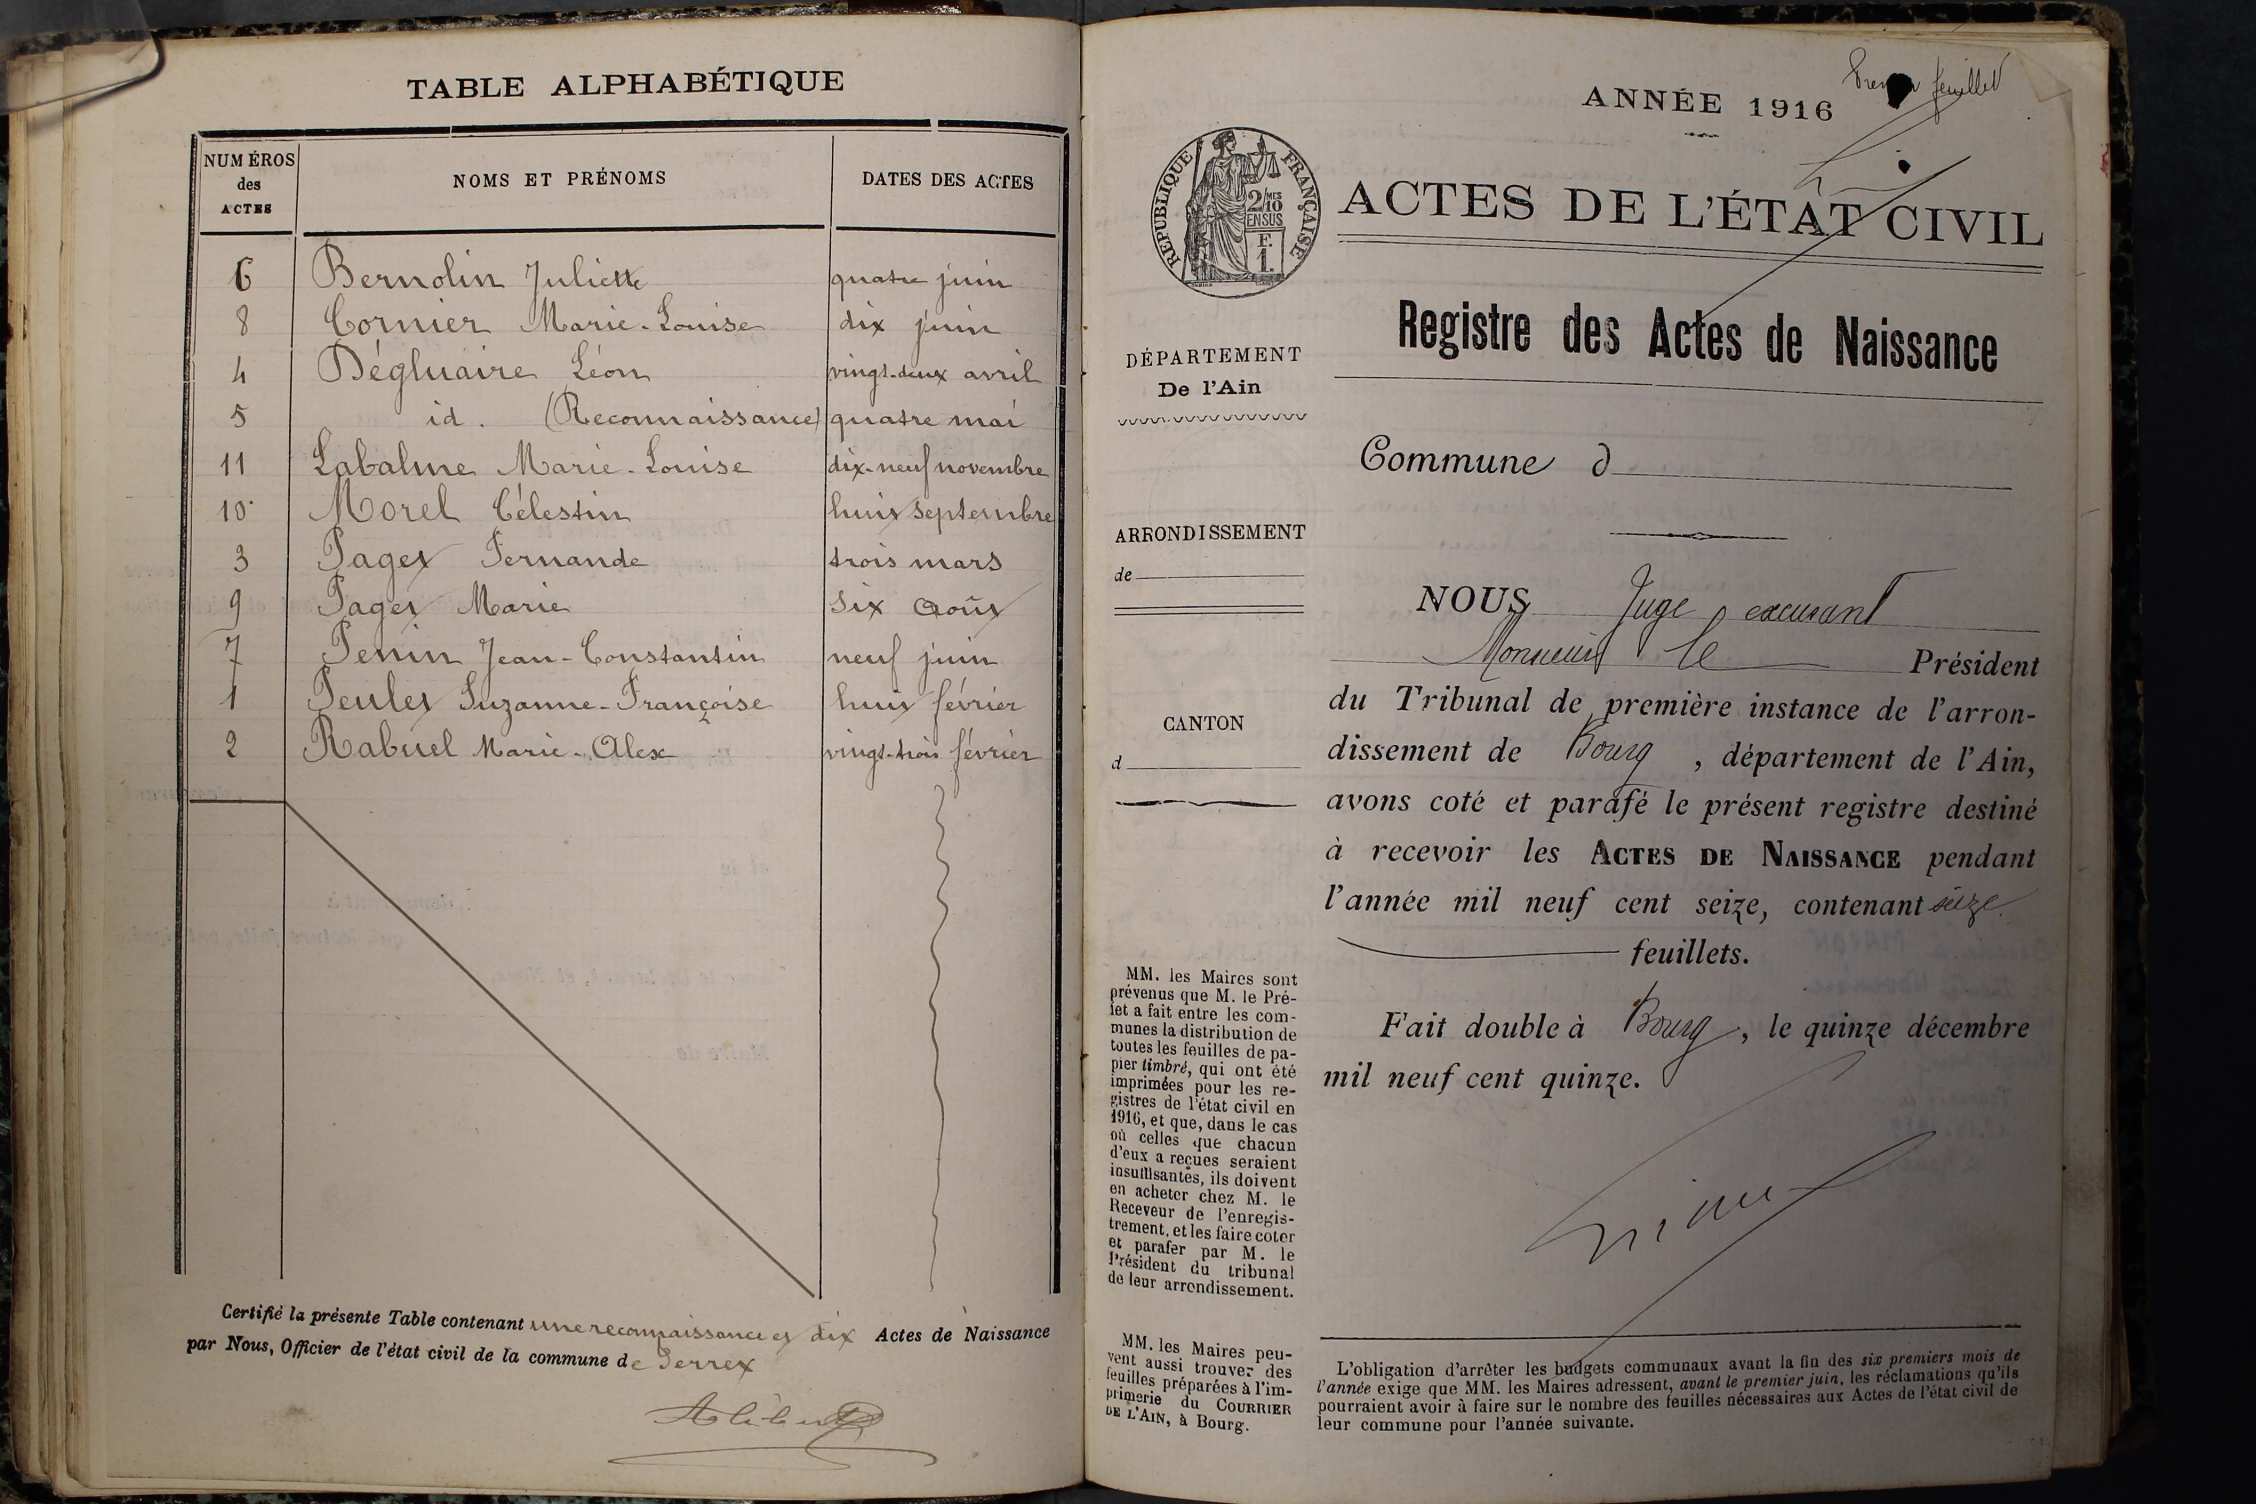 TABLE ALPHABÉTIQUE
NUMÉROS des ACTES NOMS ET PRÉNOMS DATES DES ACTES
6 Bernolin Juliette quatre juin
8 Cornier Marie-Louise dix juin
4 Dégluaire Léon vingt-deux avril
5 id. (Reconnaissance) quatre mai
11 Labalme Marie-Louise dix-neuf novembre
10 Morel Célestin huit septembre
3 Paget Fernande trois mars
9 Paget Marie six août
7 Penin Jean-Constantin neuf juin
1 Peulet Suzanne-Françoise huit février
2 Rabuel Marie-Alex vingt-trois février
Certifié la présente Table contenant une reconnaissance et dix Actes de Naissance
par Nous, Officier de l'état civil de la commune de Perrex
ANNÉE 1916
feuillet
RÉPUBLIQUE FRANÇAISE
2/10 MES
EN SUS
F.
1.
ACTES DE L'ÉTAT CIVIL
Registre des Actes de Naissance
DÉPARTEMENT
De l'Ain
Commune d
ARRONDISSEMENT
de
CANTON
d
NOUS Juge excusant
Monsieur le Président
du Tribunal de première instance de l'arron-
dissement de Bourg, département de l'Ain,
avons coté et parafé le présent registre destiné
à recevoir les ACTES DE NAISSANCE pendant
l'année mil neuf cent seize, contenant seize
feuillets.
Fait double à Bourg, le quinze décembre
mil neuf cent quinze.
MM. les Maires sont
prévenus que M. le Pré-
fet a fait entre les com-
munes la distribution de
toutes les feuilles de pa-
pier timbré, qui ont été
imprimées pour les re-
gistres de l'état civil en
1916, et que, dans le cas
où celles que chacun
d'eux a reçues seraient
insuffisantes, ils doivent
en acheter chez M. le
Receveur de l'enregis-
trement, et les faire coter
et parafer par M. le
Président du tribunal
de leur arrondissement.
MM. les Maires peu-
vent aussi trouver des
feuilles préparées à l'im-
primerie du COURRIER
DE L'AIN, à Bourg.
L'obligation d'arrêter les budgets communaux avant la fin des six premiers mois de
l'année exige que MM. les Maires adressent, avant le premier juin, les réclamations qu'ils
pourraient avoir à faire sur le nombre des feuilles nécessaires aux Actes de l'état civil de
leur commune pour l'année suivante.